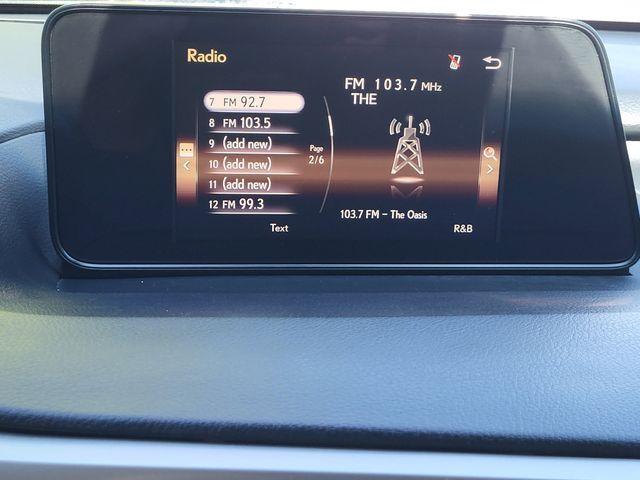 Radio
FM 103.7 MHz
THE
7 FM 92.7
8 FM 103.5
9 (add new)
10 (add new)
11 (add new)
12 FM 99.3
Page
2/6
103.7 FM - The Oasis
Text
R&B